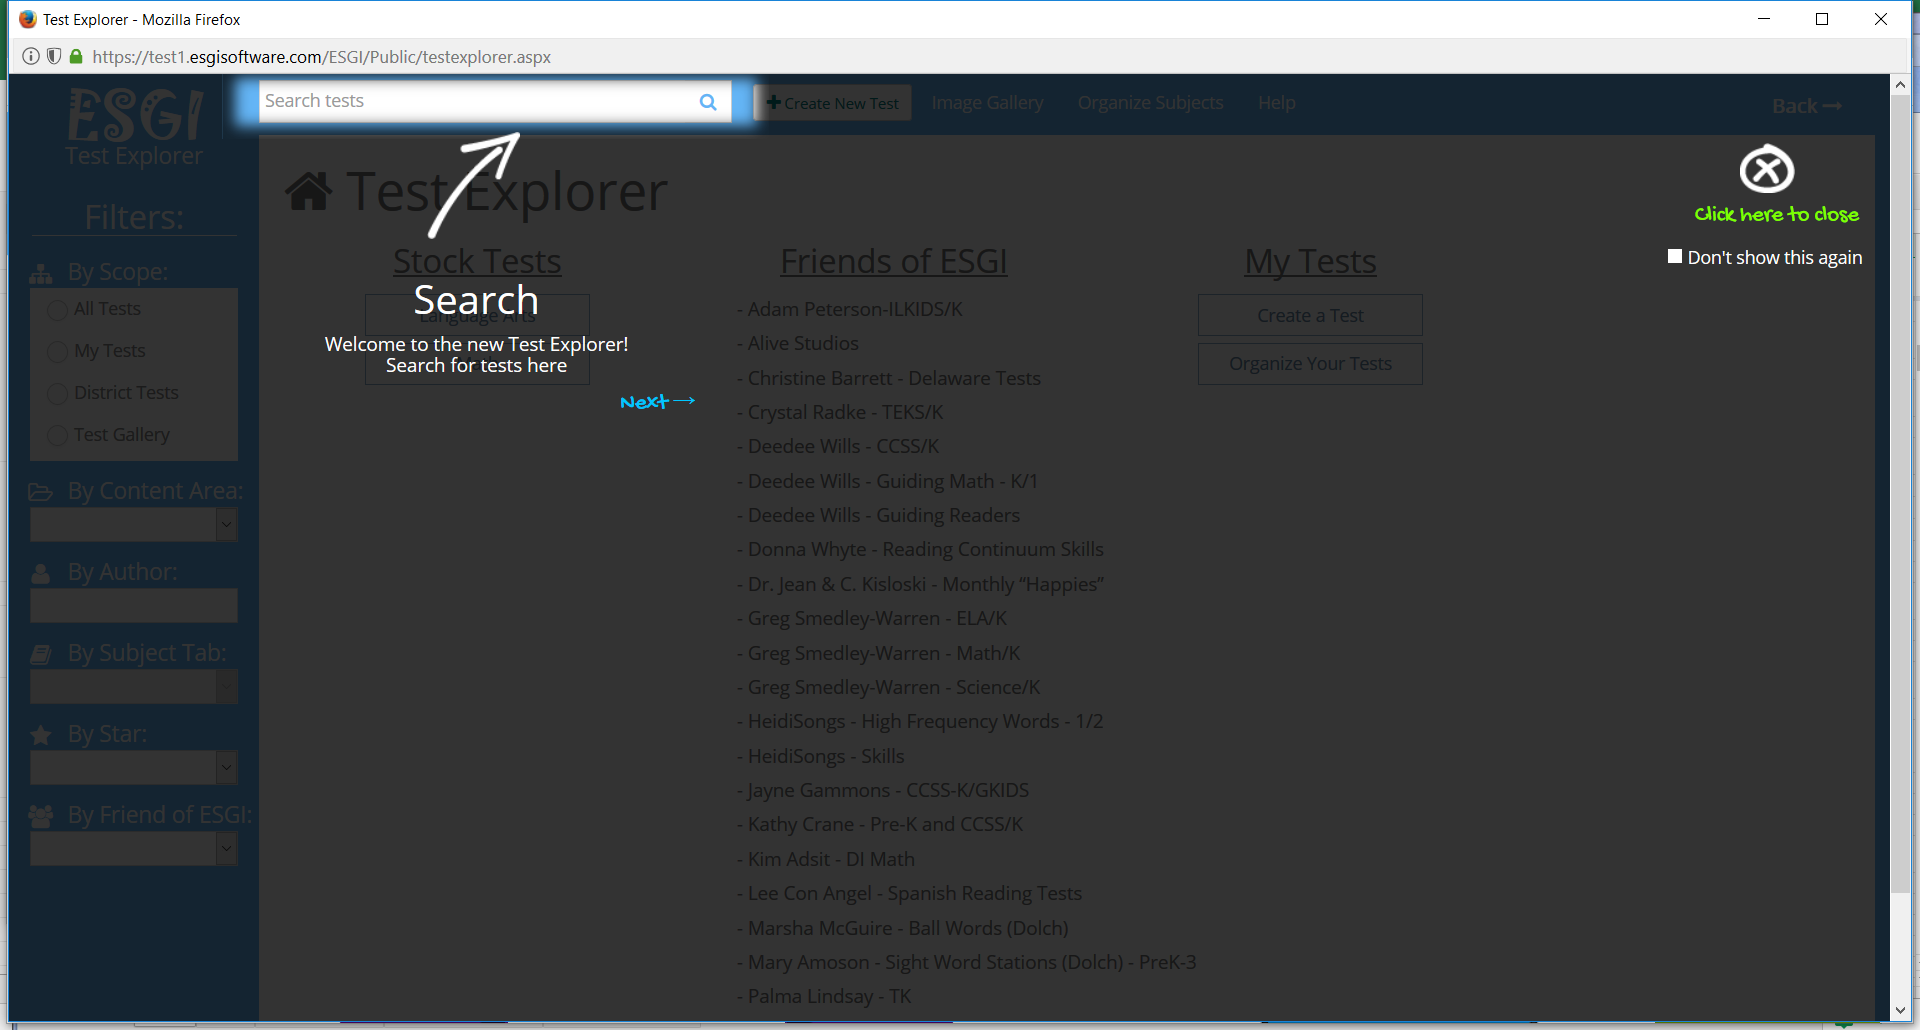 Test Explorer - Mozilla Firefox
https://test1.esgisoftware.com/ESGI/Public/testexplorer.aspx
ESGI
Test Explorer
Search tests
Create New Test
Image Gallery
Organize Subjects
Help
Back
Click here to close
Don't show this again
Filters:
By Scope:
All Tests
My Tests
District Tests
Test Gallery
By Content Area:
By Author:
By Subject Tab:
By Star:
By Friend of ESGI:
Test Explorer
Stock Tests
Language Arts
Search
Welcome to the new Test Explorer!
Search for tests here
Next
Friends of ESGI
- Adam Peterson-ILKIDS/K
- Alive Studios
- Christine Barrett - Delaware Tests
- Crystal Radke - TEKS/K
- Deedee Wills - CCSS/K
- Deedee Wills - Guiding Math - K/1
- Deedee Wills - Guiding Readers
- Donna Whyte - Reading Continuum Skills
- Dr. Jean & C. Kisloski - Monthly “Happies”
- Greg Smedley-Warren - ELA/K
- Greg Smedley-Warren - Math/K
- Greg Smedley-Warren - Science/K
- HeidiSongs - High Frequency Words - 1/2
- HeidiSongs - Skills
- Jayne Gammons - CCSS-K/GKIDS
- Kathy Crane - Pre-K and CCSS/K
- Kim Adsit - DI Math
- Lee Con Angel - Spanish Reading Tests
- Marsha McGuire - Ball Words (Dolch)
- Mary Amoson - Sight Word Stations (Dolch) - PreK-3
- Palma Lindsay - TK
My Tests
Create a Test
Organize Your Tests